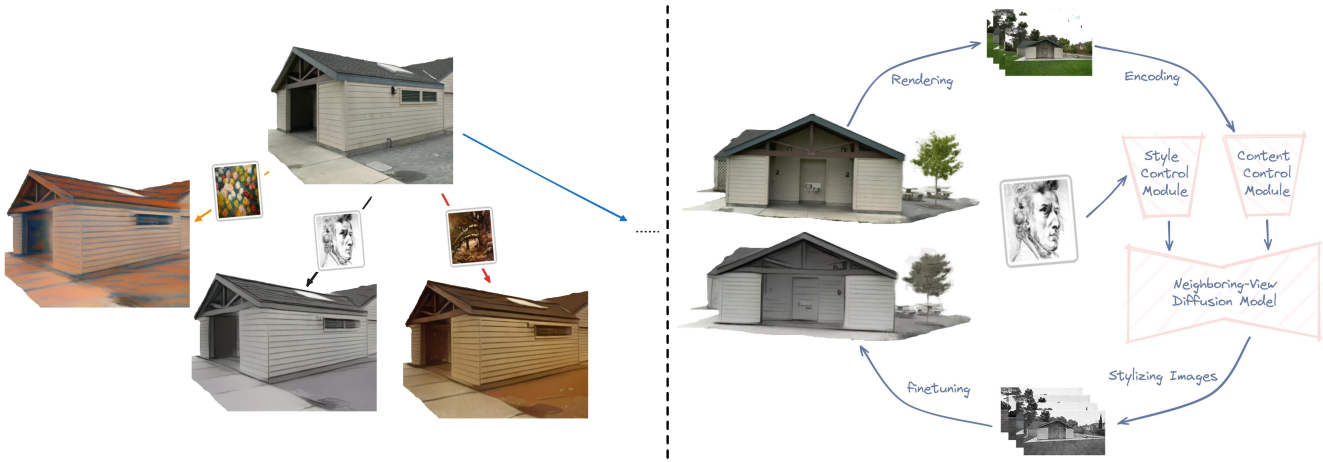 Rendering
Encoding
Style
Control
Module
Content
Control
Module
Neighboring-View
Diffusion Model
Stylizing Images
finetuning